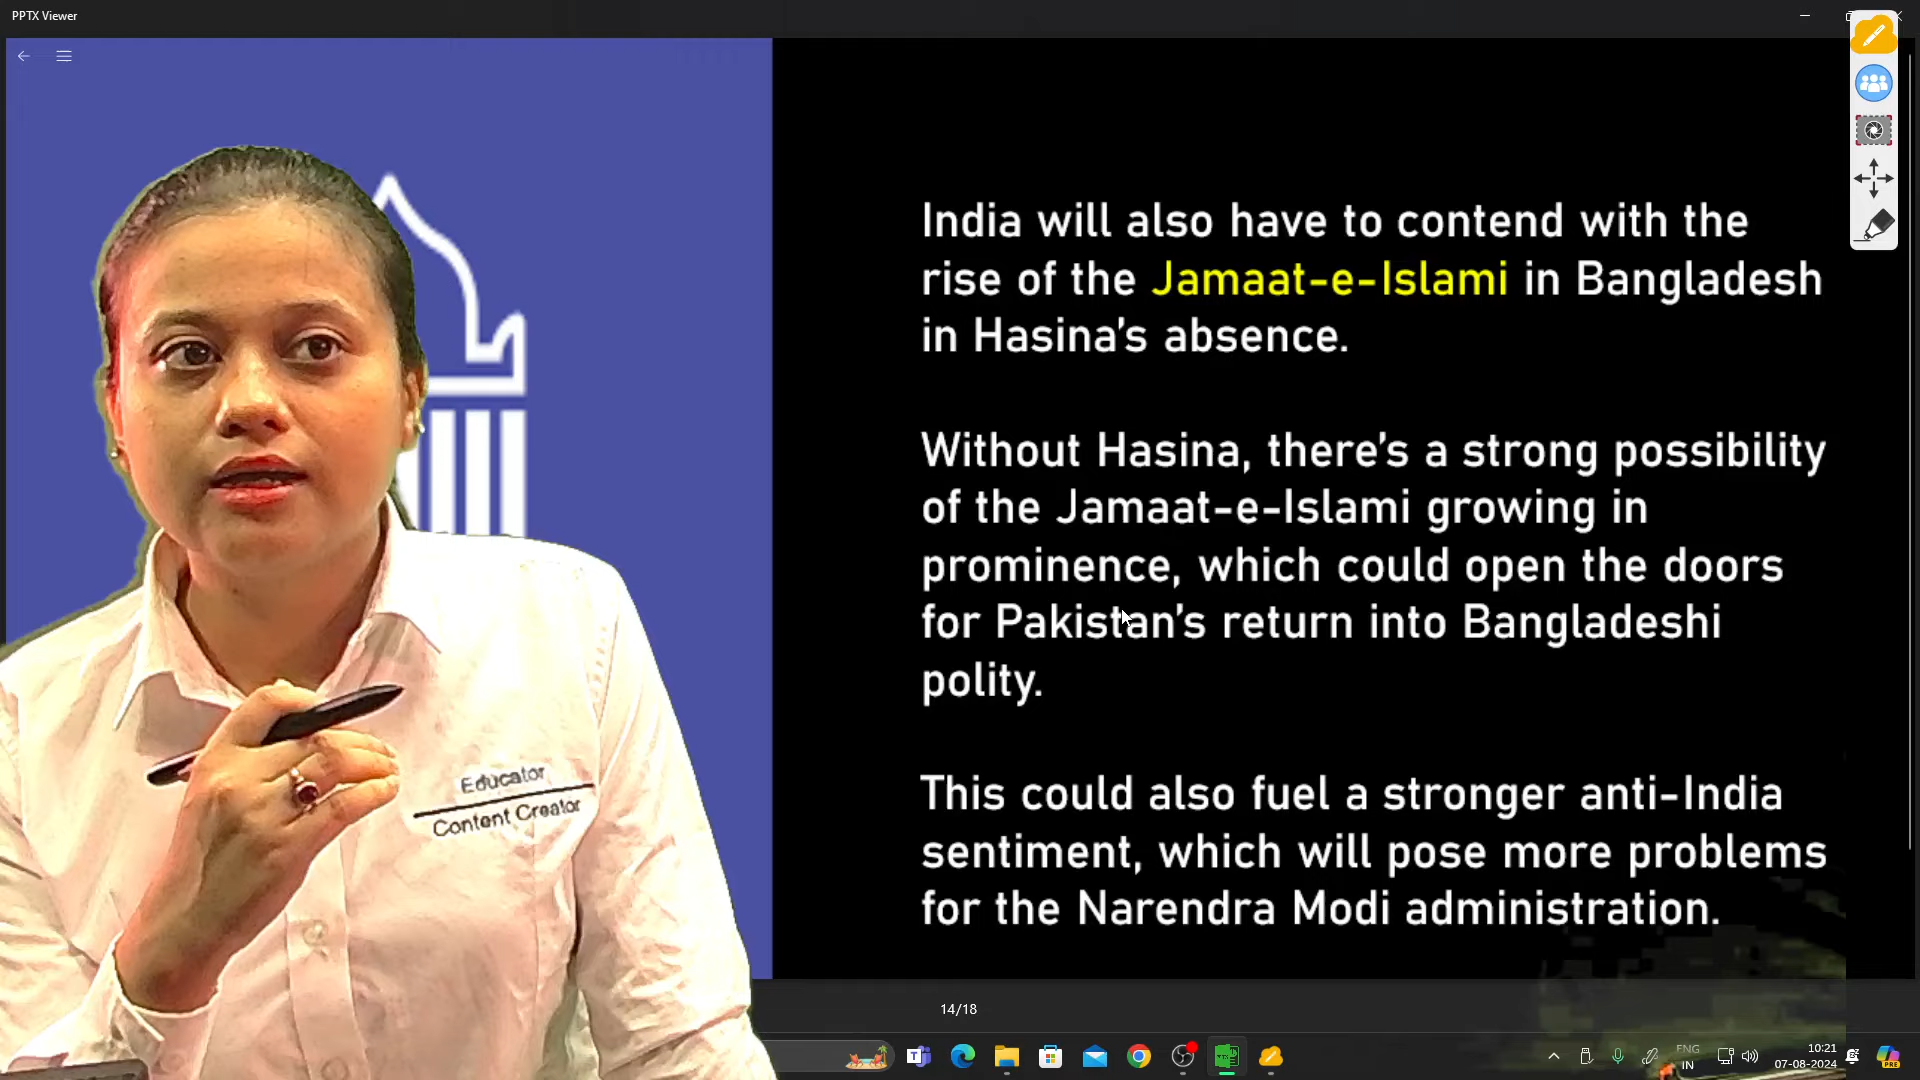 PPTX Viewer
India will also have to contend with the
rise of the Jamaat-e-Islami in Bangladesh
in Hasina's absence.
Without Hasina, there's a strong possibility
of the Jamaat-e-Islami growing in
prominence, which could open the doors
for Pakistan's return into Bangladeshi
polity.
This could also fuel a stronger anti-India
sentiment, which will pose more problems
for the Narendra Modi administration.
Educator
Content Creator
14/18
ENG
IN
10:21
07-08-2024
PRE